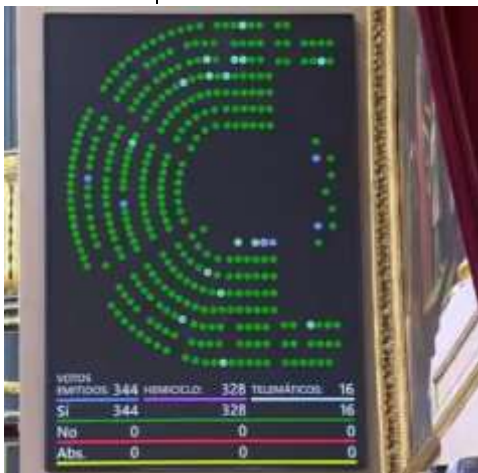 VOTOS
EMITIDOS: 344 HEMICICLO: 328 TELEMÁTICOS: 16
Sí 344 328 16
No 0 0 0
Abs. 0 0 0